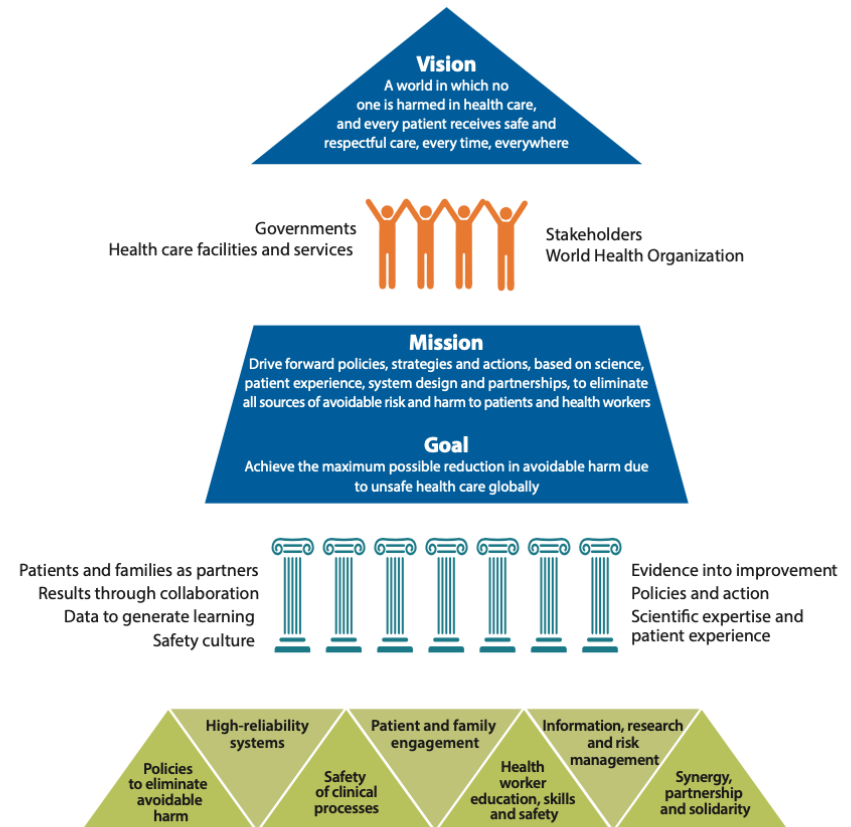 Vision
A world in which no
one is harmed in health care,
and every patient receives safe and
respectful care, every time, everywhere
Governments
Health care facilities and services
Stakeholders
World Health Organization
Mission
Drive forward policies, strategies and actions, based on science,
patient experience, system design and partnerships, to eliminate
all sources of avoidable risk and harm to patients and health workers
Goal
Achieve the maximum possible reduction in avoidable harm due
to unsafe health care globally
Patients and families as partners
Results through collaboration
Data to generate learning
Safety culture
Evidence into improvement
Policies and action
Scientific expertise and
patient experience
Policies
to eliminate
avoidable
harm
High-reliability
systems
Safety
of clinical
processes
Patient and family
engagement
Health
worker
education, skills
and safety
Information, research
and risk
management
Synergy,
partnership
and solidarity